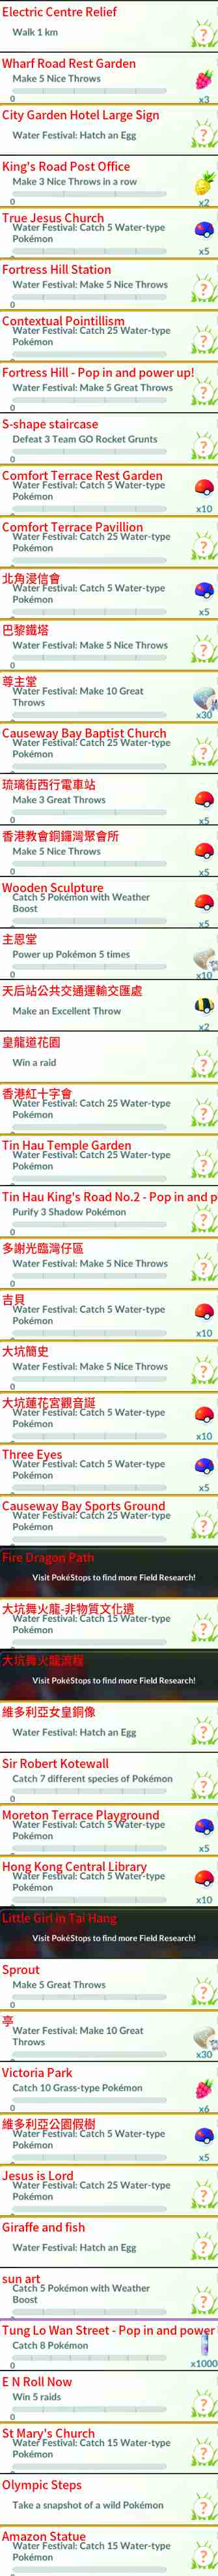 Electric Centre Relief
Walk 1 km
?
Wharf Road Rest Garden
Make 5 Nice Throws
0
x3
City Garden Hotel Large Sign
Water Festival: Hatch an Egg
?
King's Road Post Office
Make 3 Nice Throws in a row
0
x2
True Jesus Church
Water Festival: Catch 5 Water-type
Pokémon
x5
Fortress Hill Station
Water Festival: Make 5 Nice Throws
0
?
Contextual Pointillism
Water Festival: Catch 25 Water-type
Pokémon
?
Fortress Hill - Pop in and power up!
Water Festival: Make 5 Great Throws
0
?
S-shape staircase
Defeat 3 Team GO Rocket Grunts
0
?
Comfort Terrace Rest Garden
Water Festival: Catch 5 Water-type
Pokémon
x10
Comfort Terrace Pavillion
Water Festival: Catch 25 Water-type
Pokémon
?
北角浸信會
Water Festival: Catch 5 Water-type
Pokémon
x5
巴黎鐵塔
Water Festival: Make 5 Nice Throws
0
?
尊主堂
Water Festival: Make 10 Great
Throws
0
x30
Causeway Bay Baptist Church
Water Festival: Catch 25 Water-type
Pokémon
?
琉璃街西行電車站
Make 3 Great Throws
0
x5
香港教會銅鑼灣聚會所
Make 5 Nice Throws
0
x5
Wooden Sculpture
Catch 5 Pokémon with Weather
Boost
x5
主恩堂
Power up Pokémon 5 times
0
x10
天后站公共交通運輸交匯處
Make an Excellent Throw
x2
皇龍道花園
Win a raid
?
香港紅十字會
Water Festival: Catch 25 Water-type
Pokémon
?
Tin Hau Temple Garden
Water Festival: Catch 25 Water-type
Pokémon
?
Tin Hau King's Road No.2 - Pop in and p
Purify 3 Shadow Pokémon
0
?
多謝光臨灣仔區
Water Festival: Make 5 Nice Throws
0
?
吉貝
Water Festival: Catch 5 Water-type
Pokémon
x10
大坑簡史
Water Festival: Make 5 Nice Throws
0
?
大坑蓮花宮觀音誕
Water Festival: Catch 5 Water-type
Pokémon
x10
Three Eyes
Water Festival: Catch 5 Water-type
Pokémon
x5
Causeway Bay Sports Ground
Water Festival: Catch 25 Water-type
Pokémon
?
Fire Dragon Path
Visit PokéStops to find more Field Research!
大坑舞火龍-非物質文化遺
Water Festival: Catch 15 Water-type
Pokémon
?
大坑舞火龍流程
Visit PokéStops to find more Field Research!
維多利亞女皇銅像
Water Festival: Hatch an Egg
?
Sir Robert Kotewall
Catch 7 different species of Pokémon
0
?
Moreton Terrace Playground
Water Festival: Catch 5 Water-type
Pokémon
x5
Hong Kong Central Library
Water Festival: Catch 5 Water-type
Pokémon
x10
Little Girl in Tai Hang
Visit PokéStops to find more Field Research!
Sprout
Make 5 Great Throws
0
?
亭
Water Festival: Make 10 Great
Throws
0
x30
Victoria Park
Catch 10 Grass-type Pokémon
0
x6
維多利亞公園假樹
Water Festival: Catch 5 Water-type
Pokémon
x5
Jesus is Lord
Water Festival: Catch 25 Water-type
Pokémon
?
Giraffe and fish
Water Festival: Hatch an Egg
?
sun art
Catch 5 Pokémon with Weather
Boost
?
Tung Lo Wan Street - Pop in and power
Catch 8 Pokémon
0
x1000
E N Roll Now
Win 5 raids
0
?
St Mary's Church
Water Festival: Catch 15 Water-type
Pokémon
?
Olympic Steps
Take a snapshot of a wild Pokémon
?
Amazon Statue
Water Festival: Catch 15 Water-type
Pokémon
?